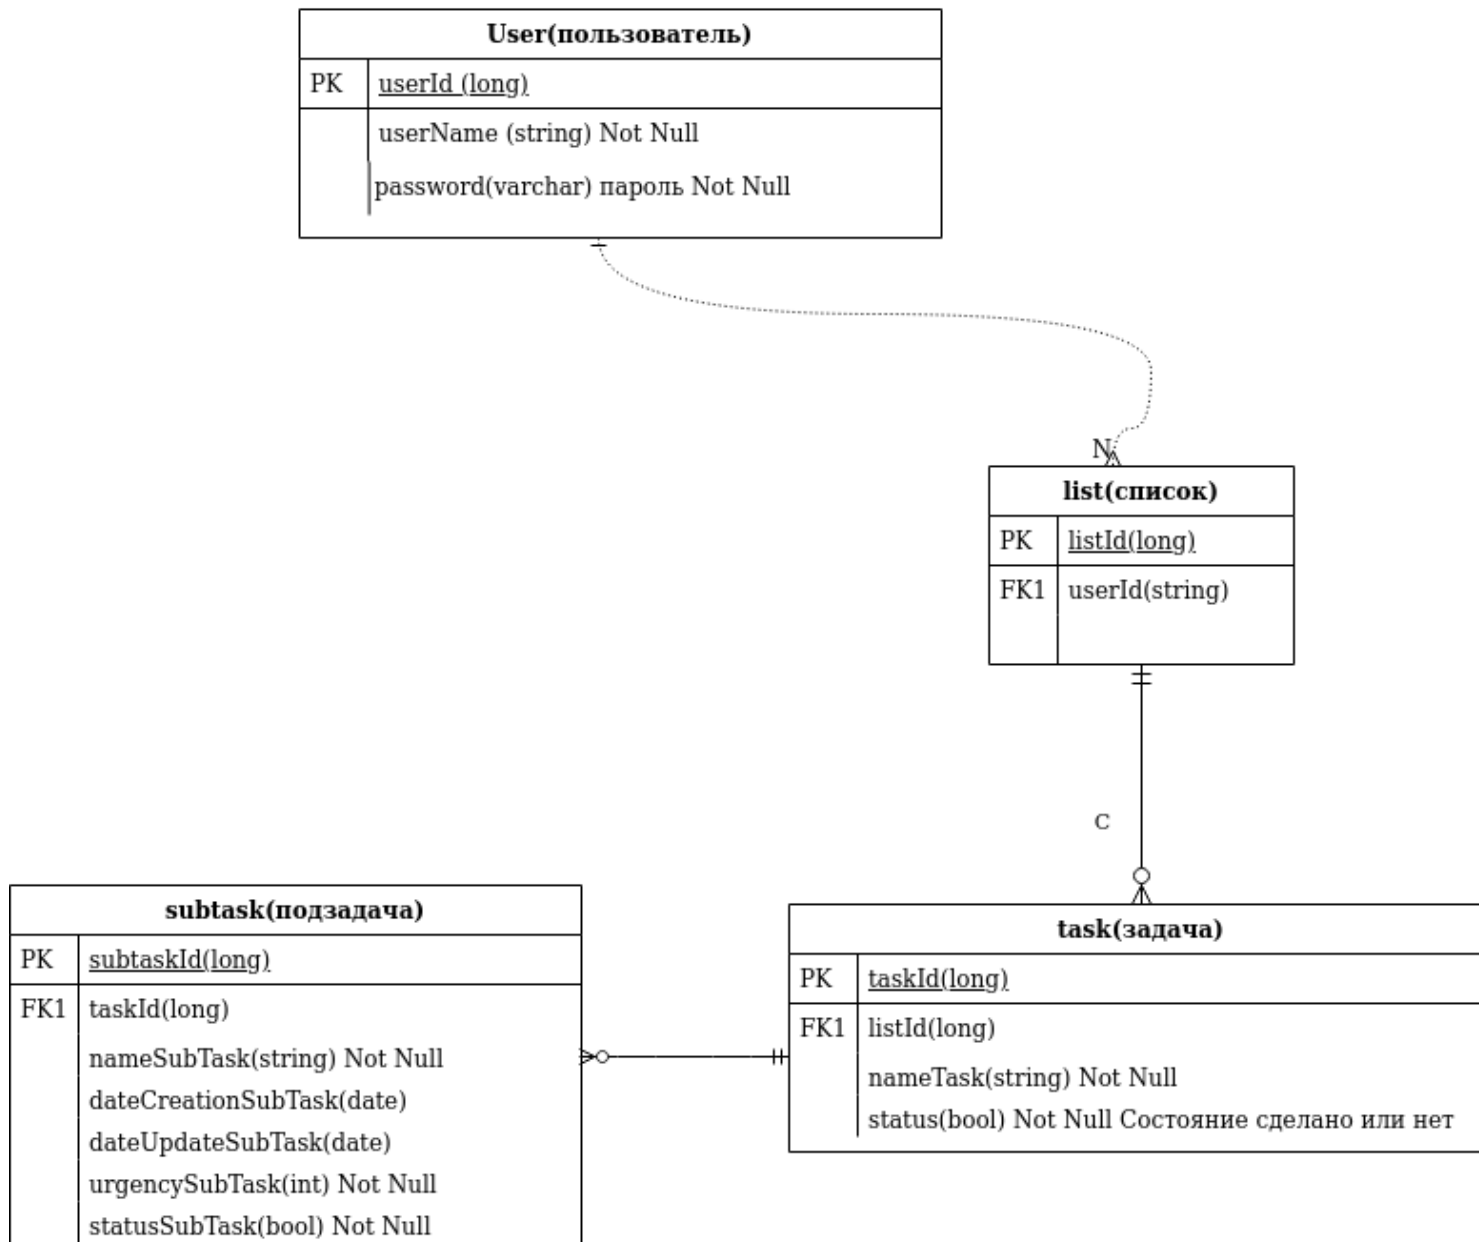 User(пользователь)
PK userId (long)
userName (string) Not Null
password(varchar) пароль Not Null
N
list(список)
PK listId(long)
FK1 userId(string)
C
subtask(подзадача)
PK subtaskId(long)
FK1 taskId(long)
nameSubTask(string) Not Null
dateCreationSubTask(date)
dateUpdateSubTask(date)
urgencySubTask(int) Not Null
statusSubTask(bool) Not Null
task(задача)
PK taskId(long)
FK1 listId(long)
nameTask(string) Not Null
status(bool) Not Null Состояние сделано или нет